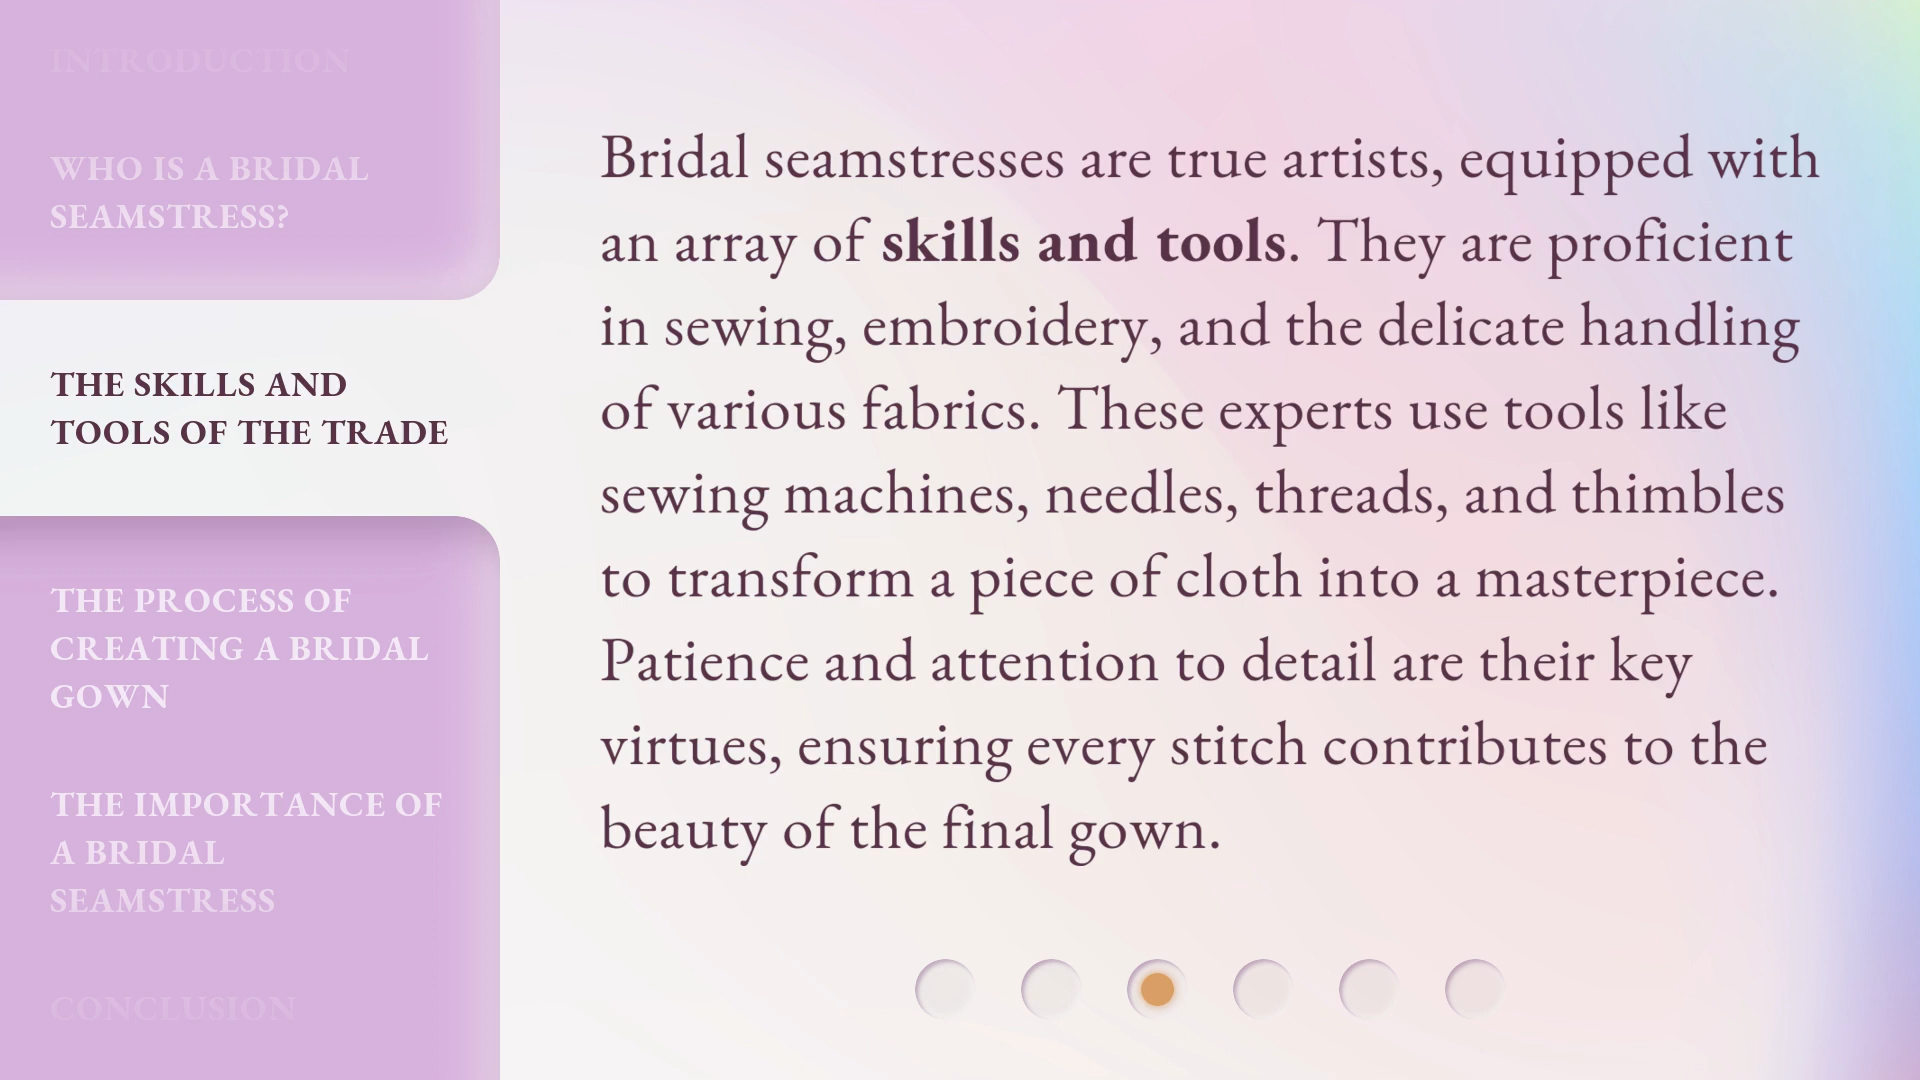 INTRODUCTION
WHO IS A BRIDAL
SEAMSTRESS?
THE SKILLS AND
TOOLS OF THE TRADE
THE PROCESS OF
CREATING A BRIDAL
GOWN
THE IMPORTANCE OF
A BRIDAL
SEAMSTRESS
CONCLUSION
Bridal seamstresses are true artists, equipped with
an array of skills and tools. They are proficient
in sewing, embroidery, and the delicate handling
of various fabrics. These experts use tools like
sewing machines, needles, threads, and thimbles
to transform a piece of cloth into a masterpiece.
Patience and attention to detail are their key
virtues, ensuring every stitch contributes to the
beauty of the final gown.